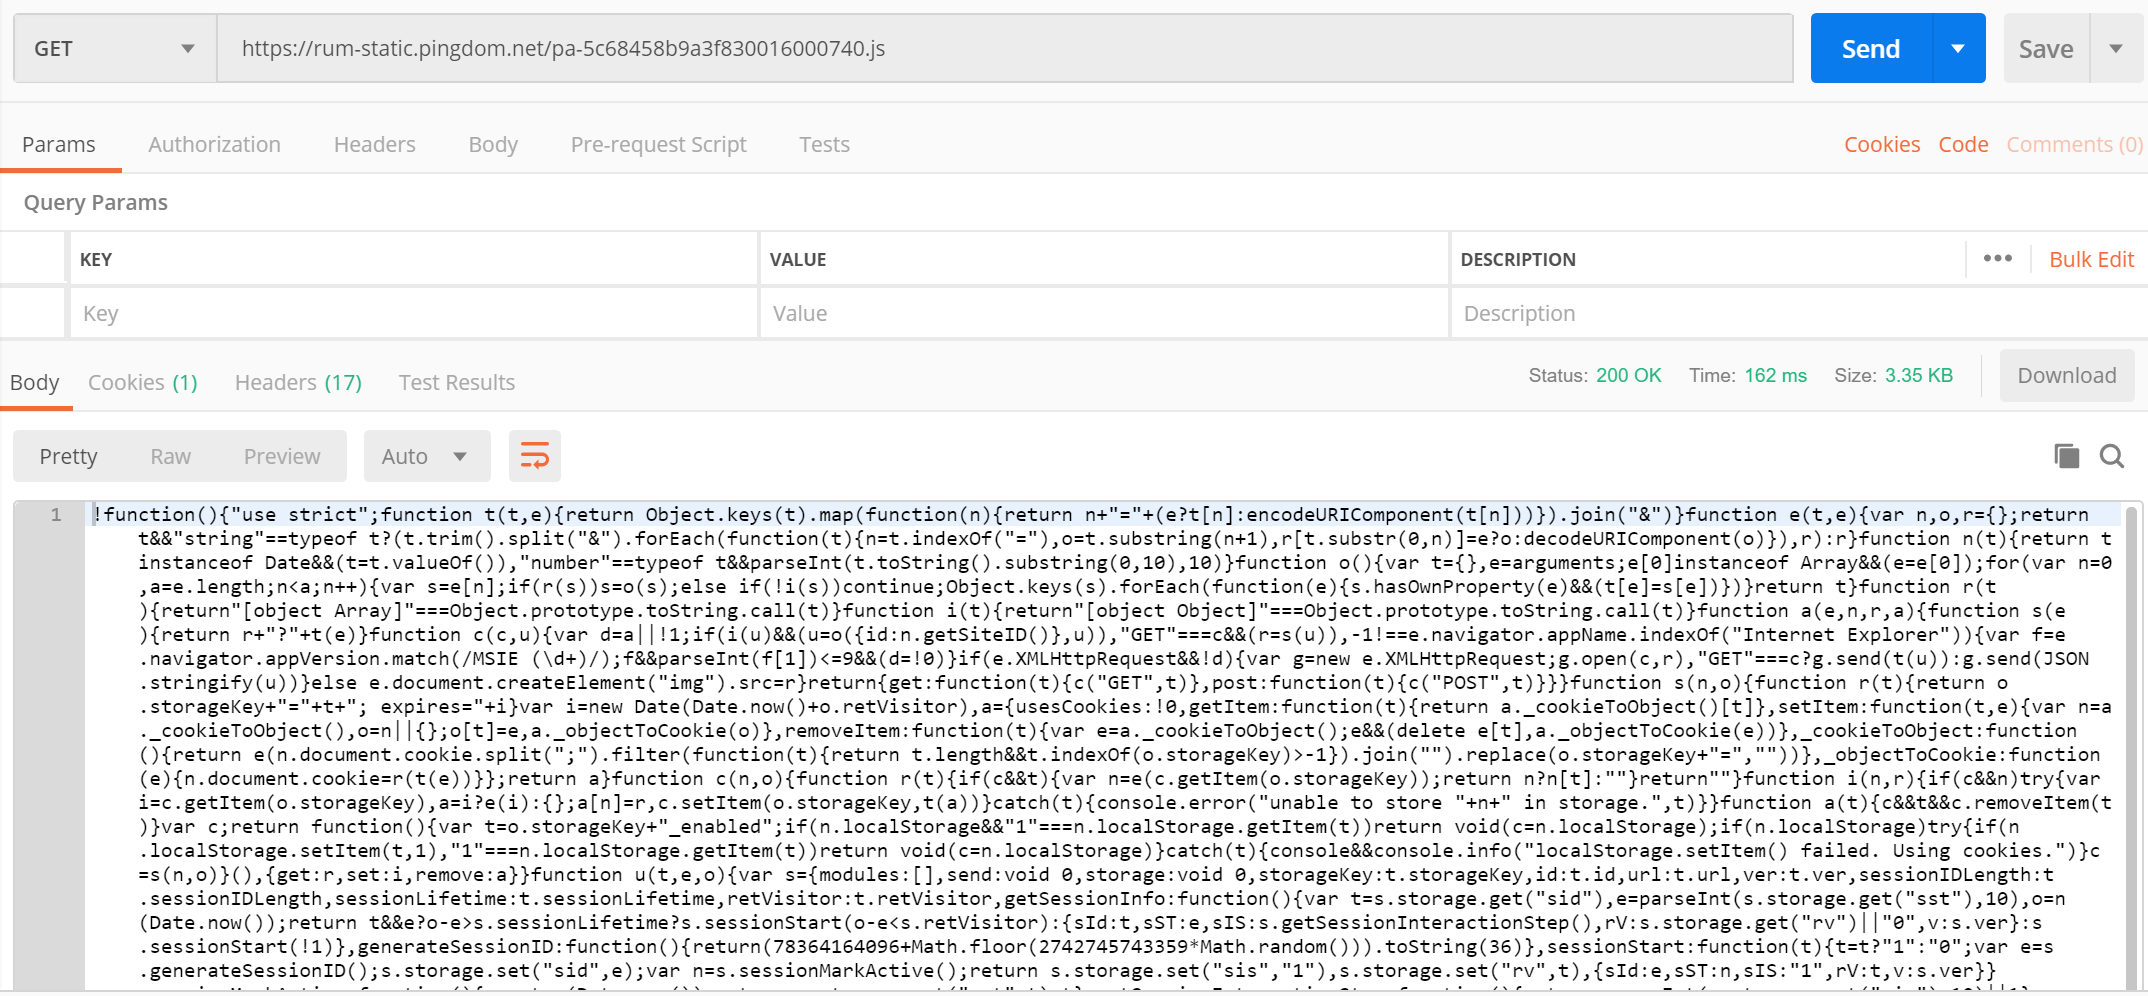 GET https://rum-static.pingdom.net/pa-5c68458b9a3f830016000740.js Send Save
Params Authorization Headers Body Pre-request Script Tests Cookies Code Comments (0)
Query Params
KEY VALUE DESCRIPTION ••• Bulk Edit
Key Value Description
Body Cookies (1) Headers (17) Test Results Status: 200 OK Time: 162 ms Size: 3.35 KB Download
Pretty Raw Preview Auto
1 !function(){"use strict";function t(t,e){return Object.keys(t).map(function(n){return n+"="+(e?t[n]:encodeURIComponent(t[n]))}).join("&")}function e(t,e){var n,o,r={};return
t&&"string"==typeof t?(t.trim().split("&").forEach(function(t){n=t.indexOf("="),o=t.substring(n+1),r[t.substr(0,n)]=e?o:decodeURIComponent(o)}),r):r}function n(t){return t
instanceof Date&&(t=t.valueOf()),"number"==typeof t&&parseInt(t.toString().substring(0,10),10)}function o(){var t={},e=arguments;e[0]instanceof Array&&(e=e[0]);for(var n=0
,a=e.length;n<a;n++){var s=e[n];if(r(s))s=o(s);else if(!i(s))continue;Object.keys(s).forEach(function(e){s.hasOwnProperty(e)&&(t[e]=s[e])})}return t}function r(t
){return"[object Array]"===Object.prototype.toString.call(t)}function i(t){return"[object Object]"===Object.prototype.toString.call(t)}function a(e,n,r,a){function s(e
){return r+"?"+t(e)}function c(c,u){var d=a||!1;if(i(u)&&(u=o({id:n.getSiteID()},u)),"GET"===c&&(r=s(u)),-1!==e.navigator.appName.indexOf("Internet Explorer")){var f=e
.navigator.appVersion.match(/MSIE (\d+)/);f&&parseInt(f[1])<=9&&(d=!0)}if(e.XMLHttpRequest&&!d){var g=new e.XMLHttpRequest;g.open(c,r),"GET"===c?g.send(t(u)):g.send(JSON
.stringify(u))}else e.document.createElement("img").src=r}return{get:function(t){c("GET",t)},post:function(t){c("POST",t)}}}function s(n,o){function r(t){return o
.storageKey+"="+t+"; expires="+i}var i=new Date(Date.now()+o.retVisitor),a={usesCookies:!0,getItem:function(t){return a._cookieToObject()[t]},setItem:function(t,e){var n=a
._cookieToObject(),o=n||{};o[t]=e,a._objectToCookie(o)},removeItem:function(t){var e=a._cookieToObject();e&&(delete e[t],a._objectToCookie(e))},_cookieToObject:function
(){return e(n.document.cookie.split(";").filter(function(t){return t.length&&t.indexOf(o.storageKey)>-1}).join("").replace(o.storageKey+"=",""))},_objectToCookie:function
(e){n.document.cookie=r(t(e))}};return a}function c(n,o){function r(t){if(c&&t){var n=e(c.getItem(o.storageKey));return n?n[t]:""}return""}function i(n,r){if(c&&n)try{var
i=c.getItem(o.storageKey),a=i?e(i):{};a[n]=r,c.setItem(o.storageKey,t(a))}catch(t){console.error("unable to store "+n+" in storage.",t)}}function a(t){c&&t&&c.removeItem(t
)}var c;return function(){var t=o.storageKey+"_enabled";if(n.localStorage&&"1"===n.localStorage.getItem(t))return void(c=n.localStorage);if(n.localStorage)try{if(n
.localStorage.setItem(t,1),"1"===n.localStorage.getItem(t))return void(c=n.localStorage)}catch(t){console&&console.info("localStorage.setItem() failed. Using cookies.")}c
=s(n,o)}(),{get:r,set:i,remove:a}}function u(t,e,o){var s={modules:[],send:void 0,storage:void 0,storageKey:t.storageKey,id:t.id,url:t.url,ver:t.ver,sessionIDLength:t
.sessionIDLength,sessionLifetime:t.sessionLifetime,retVisitor:t.retVisitor,getSessionInfo:function(){var t=s.storage.get("sid"),e=parseInt(s.storage.get("sst"),10),o=n
(Date.now());return t&&e?o-e>s.sessionLifetime?s.sessionStart(o-e<s.retVisitor):{sId:t,sST:e,sIS:s.getSessionInteractionStep(),rV:s.storage.get("rv")||"0",v:s.ver}:s
.sessionStart(!1)},generateSessionID:function(){return(78364164096+Math.floor(2742745743359*Math.random())).toString(36)},sessionStart:function(t){t=t?"1":"0";var e=s
.generateSessionID();s.storage.set("sid",e);var n=s.sessionMarkActive();return s.storage.set("sis","1"),s.storage.set("rv",t),{sId:e,sST:n,sIS:"1",rV:t,v:s.ver}}